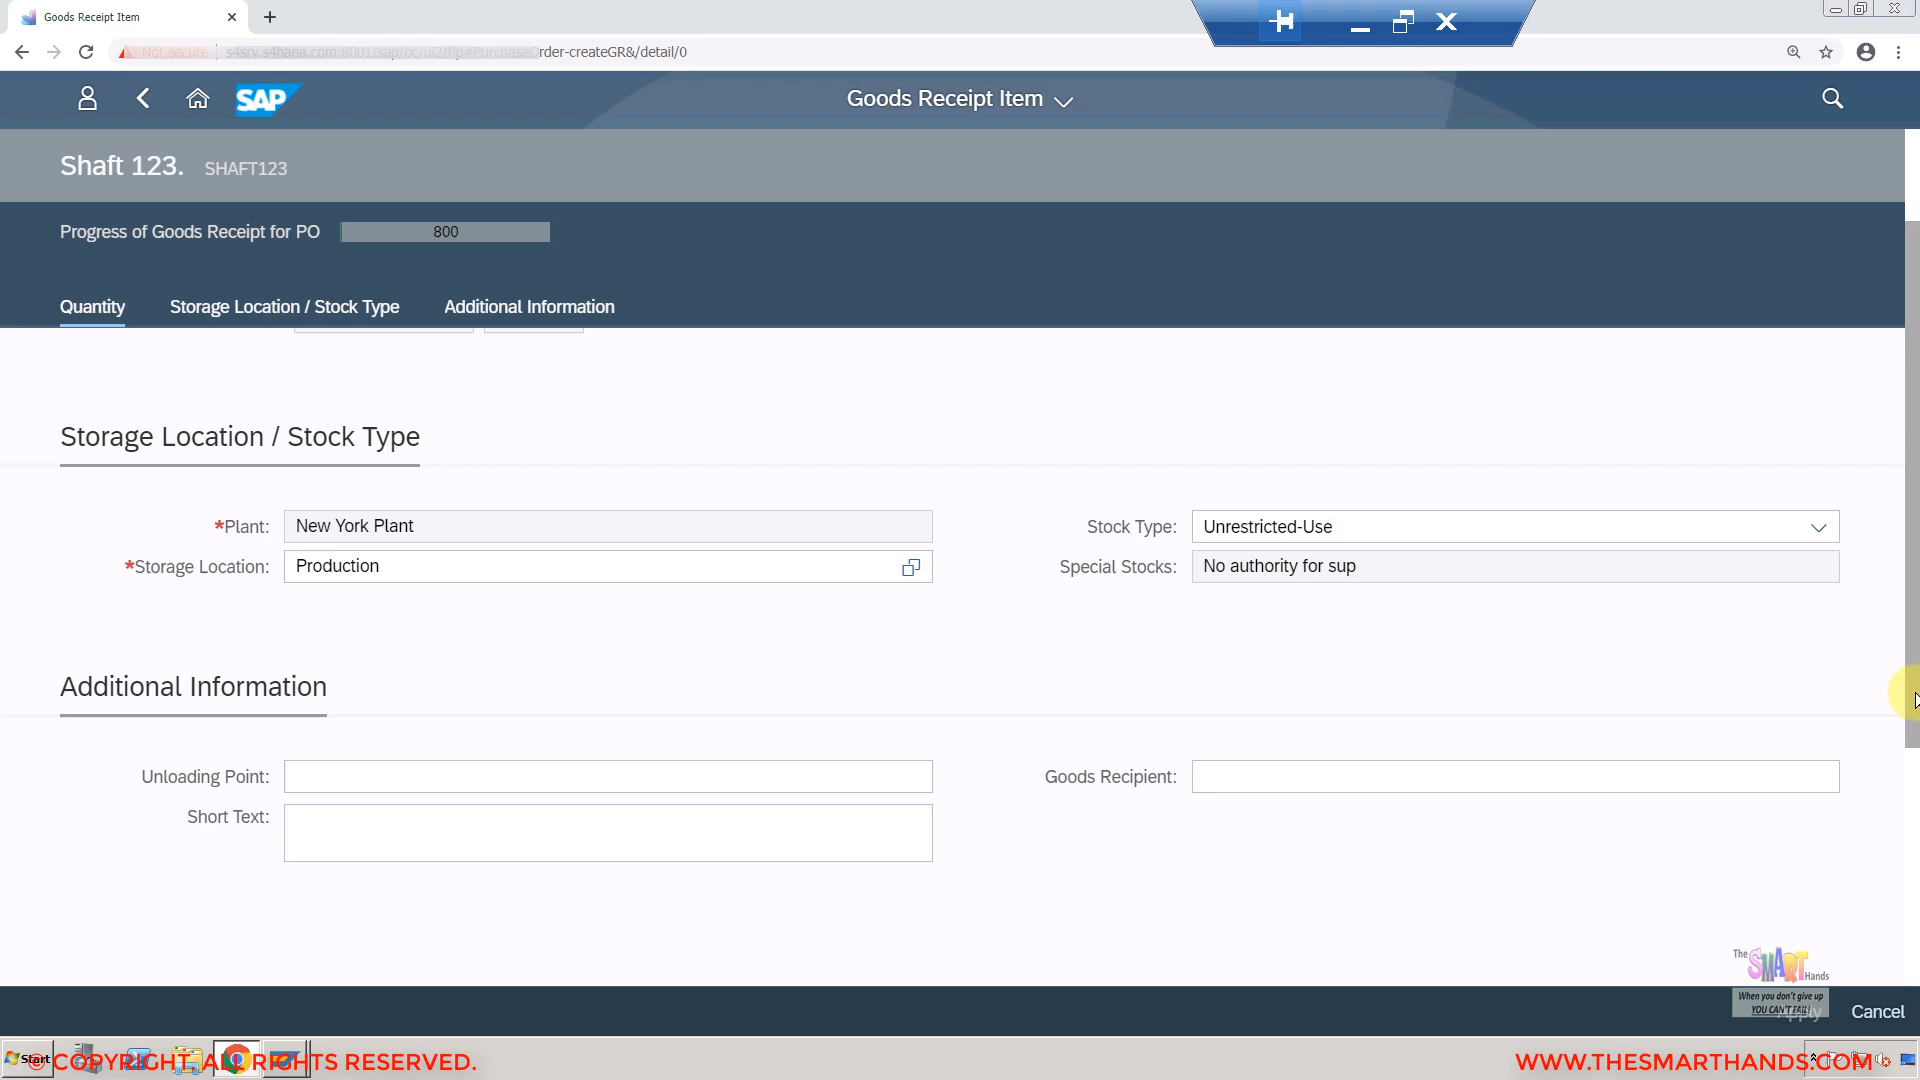 Goods Receipt Item
Not secure | s4srv.s4hana.com:8001/sap/bc/ui2/flp#PurchaseOrder-createGR&/detail/0
SAP
Goods Receipt Item
Shaft 123. SHAFT123
Progress of Goods Receipt for PO 800
Quantity Storage Location / Stock Type Additional Information
Storage Location / Stock Type
*Plant: New York Plant Stock Type: Unrestricted-Use
*Storage Location: Production Special Stocks: No authority for sup
Additional Information
Unloading Point: Goods Recipient:
Short Text:
The SMART Hands
When you don't give up
YOU CAN'T FAIL!
Apply Cancel
Start
© COPYRIGHT. ALL RIGHTS RESERVED. WWW.THESMARTHANDS.COM